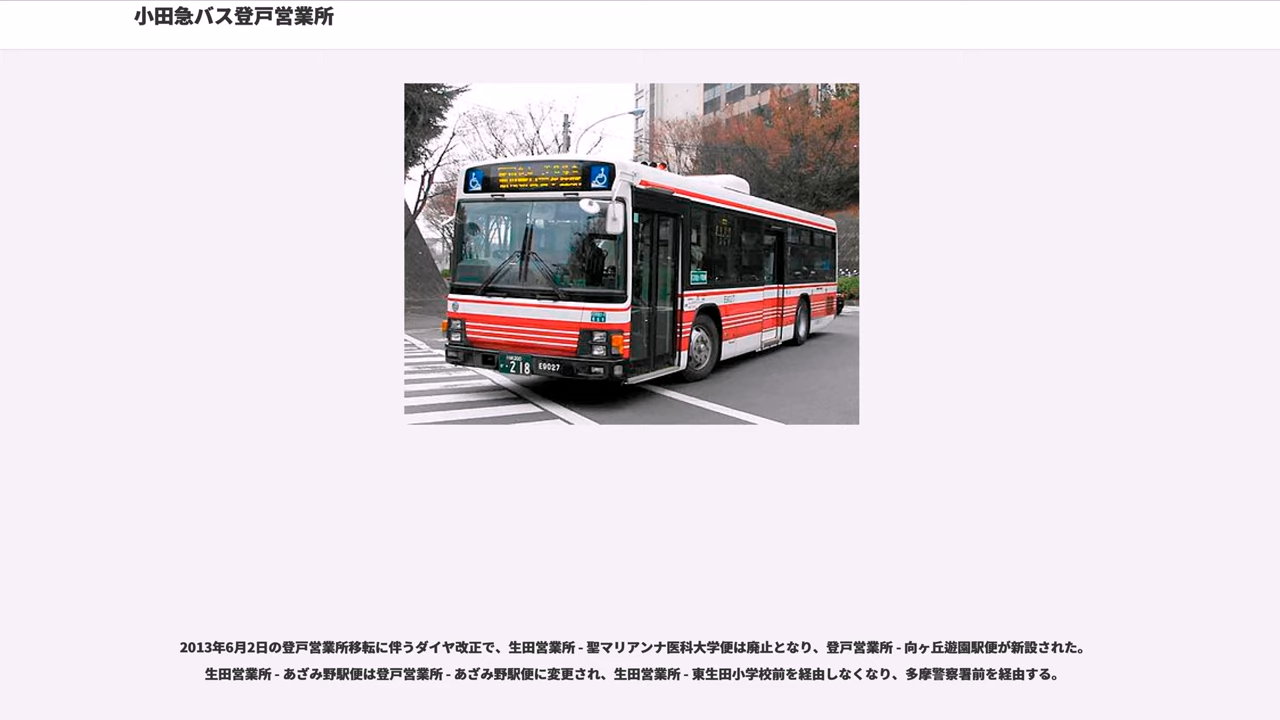 小田急バス登戸営業所
218
E9027
2013年6月2日の登戸営業所移転に伴うダイヤ改正で、生田営業所 - 聖マリアンナ医科大学便は廃止となり、登戸営業所 - 向ヶ丘遊園駅便が新設された。
生田営業所 - あざみ野駅便は登戸営業所 - あざみ野駅便に変更され、生田営業所 - 東生田小学校前を経由しなくなり、多摩警察署前を経由する。